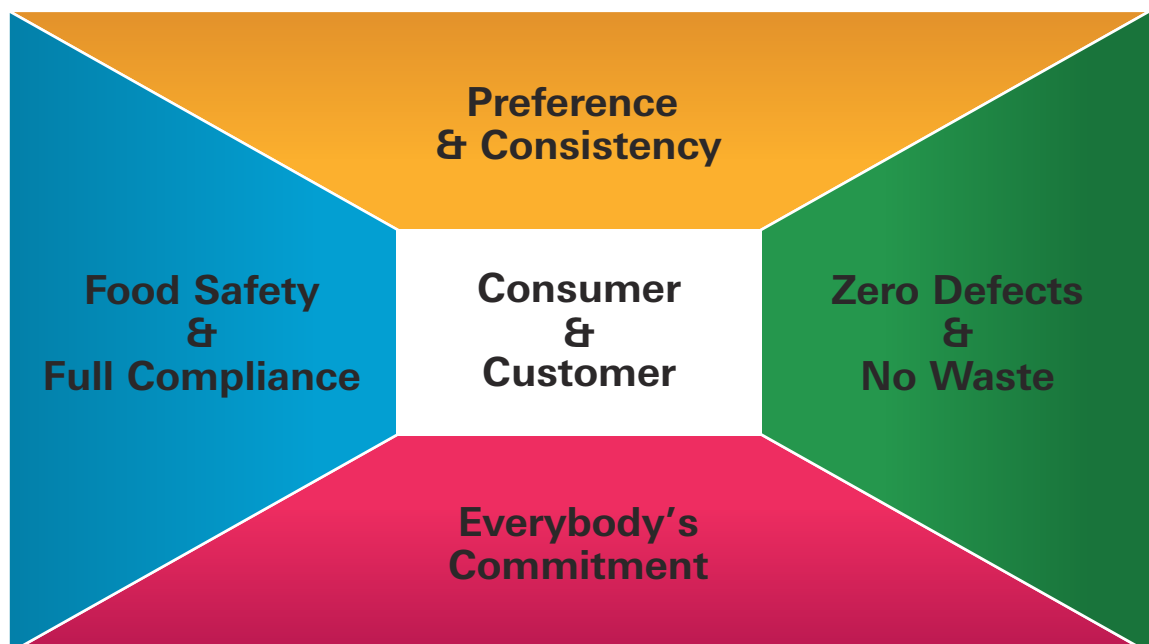 Preference
& Consistency
Food Safety
&
Full Compliance
Consumer
&
Customer
Zero Defects
&
No Waste
Everybody’s
Commitment